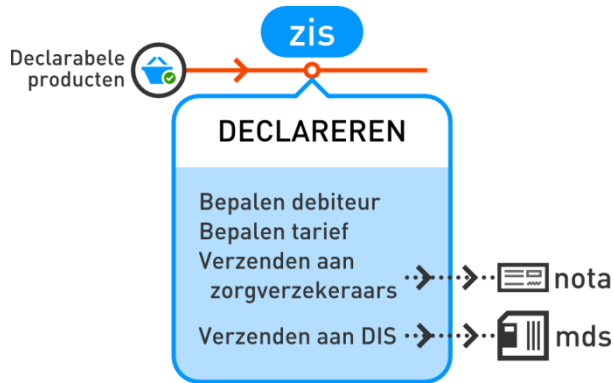 zis
Declarabele
producten
DECLAREREN
Bepalen debiteur
Bepalen tarief
Verzenden aan
zorgverzekeraars
nota
Verzenden aan DIS
mds